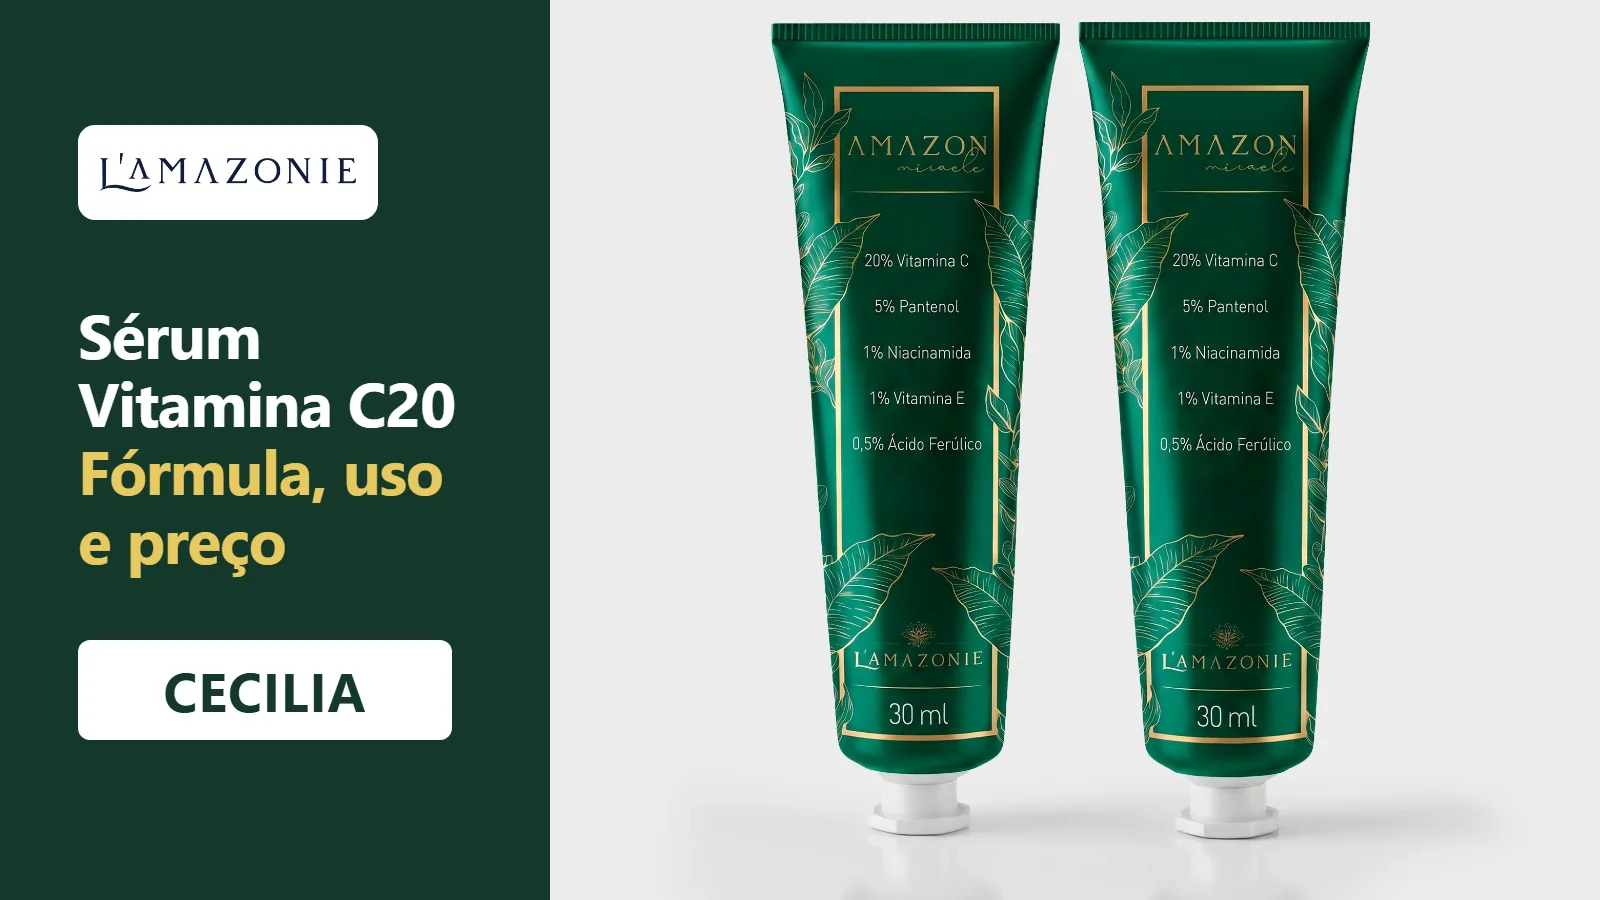 L'AMAZONIE
Sérum
Vitamina C20
Fórmula, uso
e preço
CECILIA
AMAZON
miracle
20% Vitamina C
5% Pantenol
1% Niacinamida
1% Vitamina E
0,5% Ácido Ferúlico
L'AMAZONIE
30 ml
AMAZON
miracle
20% Vitamina C
5% Pantenol
1% Niacinamida
1% Vitamina E
0,5% Ácido Ferúlico
L'AMAZONIE
30 ml